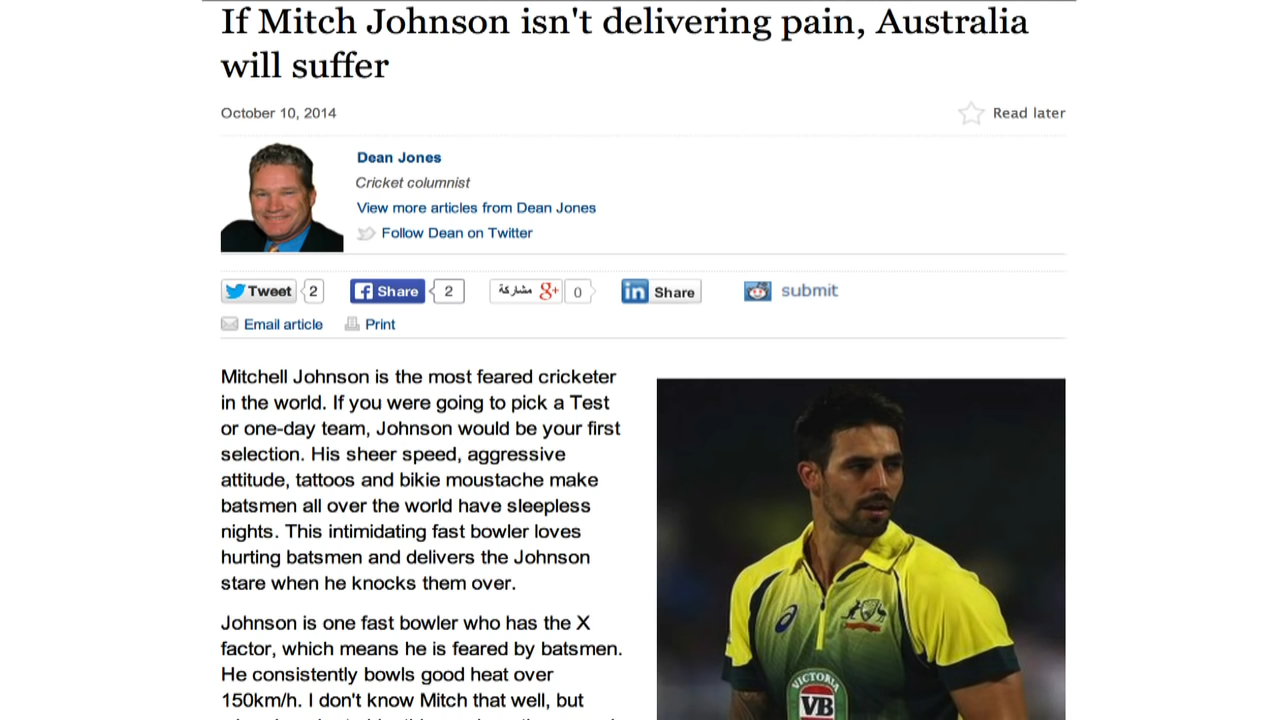 If Mitch Johnson isn't delivering pain, Australia
will suffer
October 10, 2014
Read later
Dean Jones
Cricket columnist
View more articles from Dean Jones
Follow Dean on Twitter
Tweet 2
Share 2
مشاركة g+ 0
in Share
submit
Email article
Print
Mitchell Johnson is the most feared cricketer
in the world. If you were going to pick a Test
or one-day team, Johnson would be your first
selection. His sheer speed, aggressive
attitude, tattoos and bikie moustache make
batsmen all over the world have sleepless
nights. This intimidating fast bowler loves
hurting batsmen and delivers the Johnson
stare when he knocks them over.
Johnson is one fast bowler who has the X
factor, which means he is feared by batsmen.
He consistently bowls good heat over
150km/h. I don't know Mitch that well, but
VICTORIA
VB